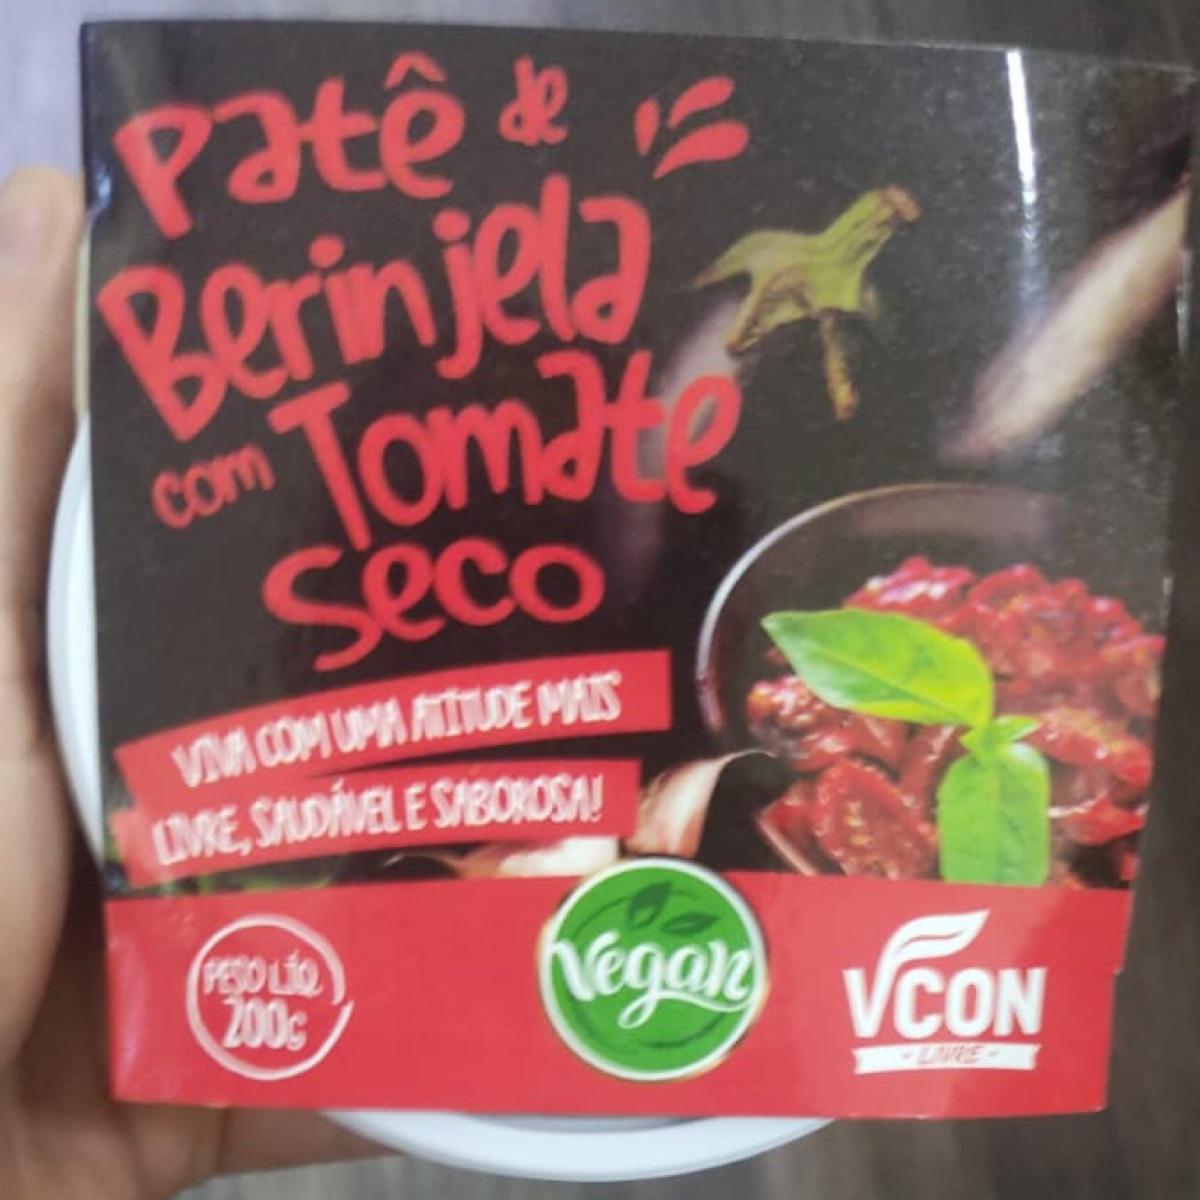 Patê de
Berinjela
com Tomate
Seco
VIVA COM UMA ATITUDE MAIS
LIVRE, SAUDÁVEL E SABOROSA!
PESO LÍQ.
200G
Vegan
VCON
- LIVRE -